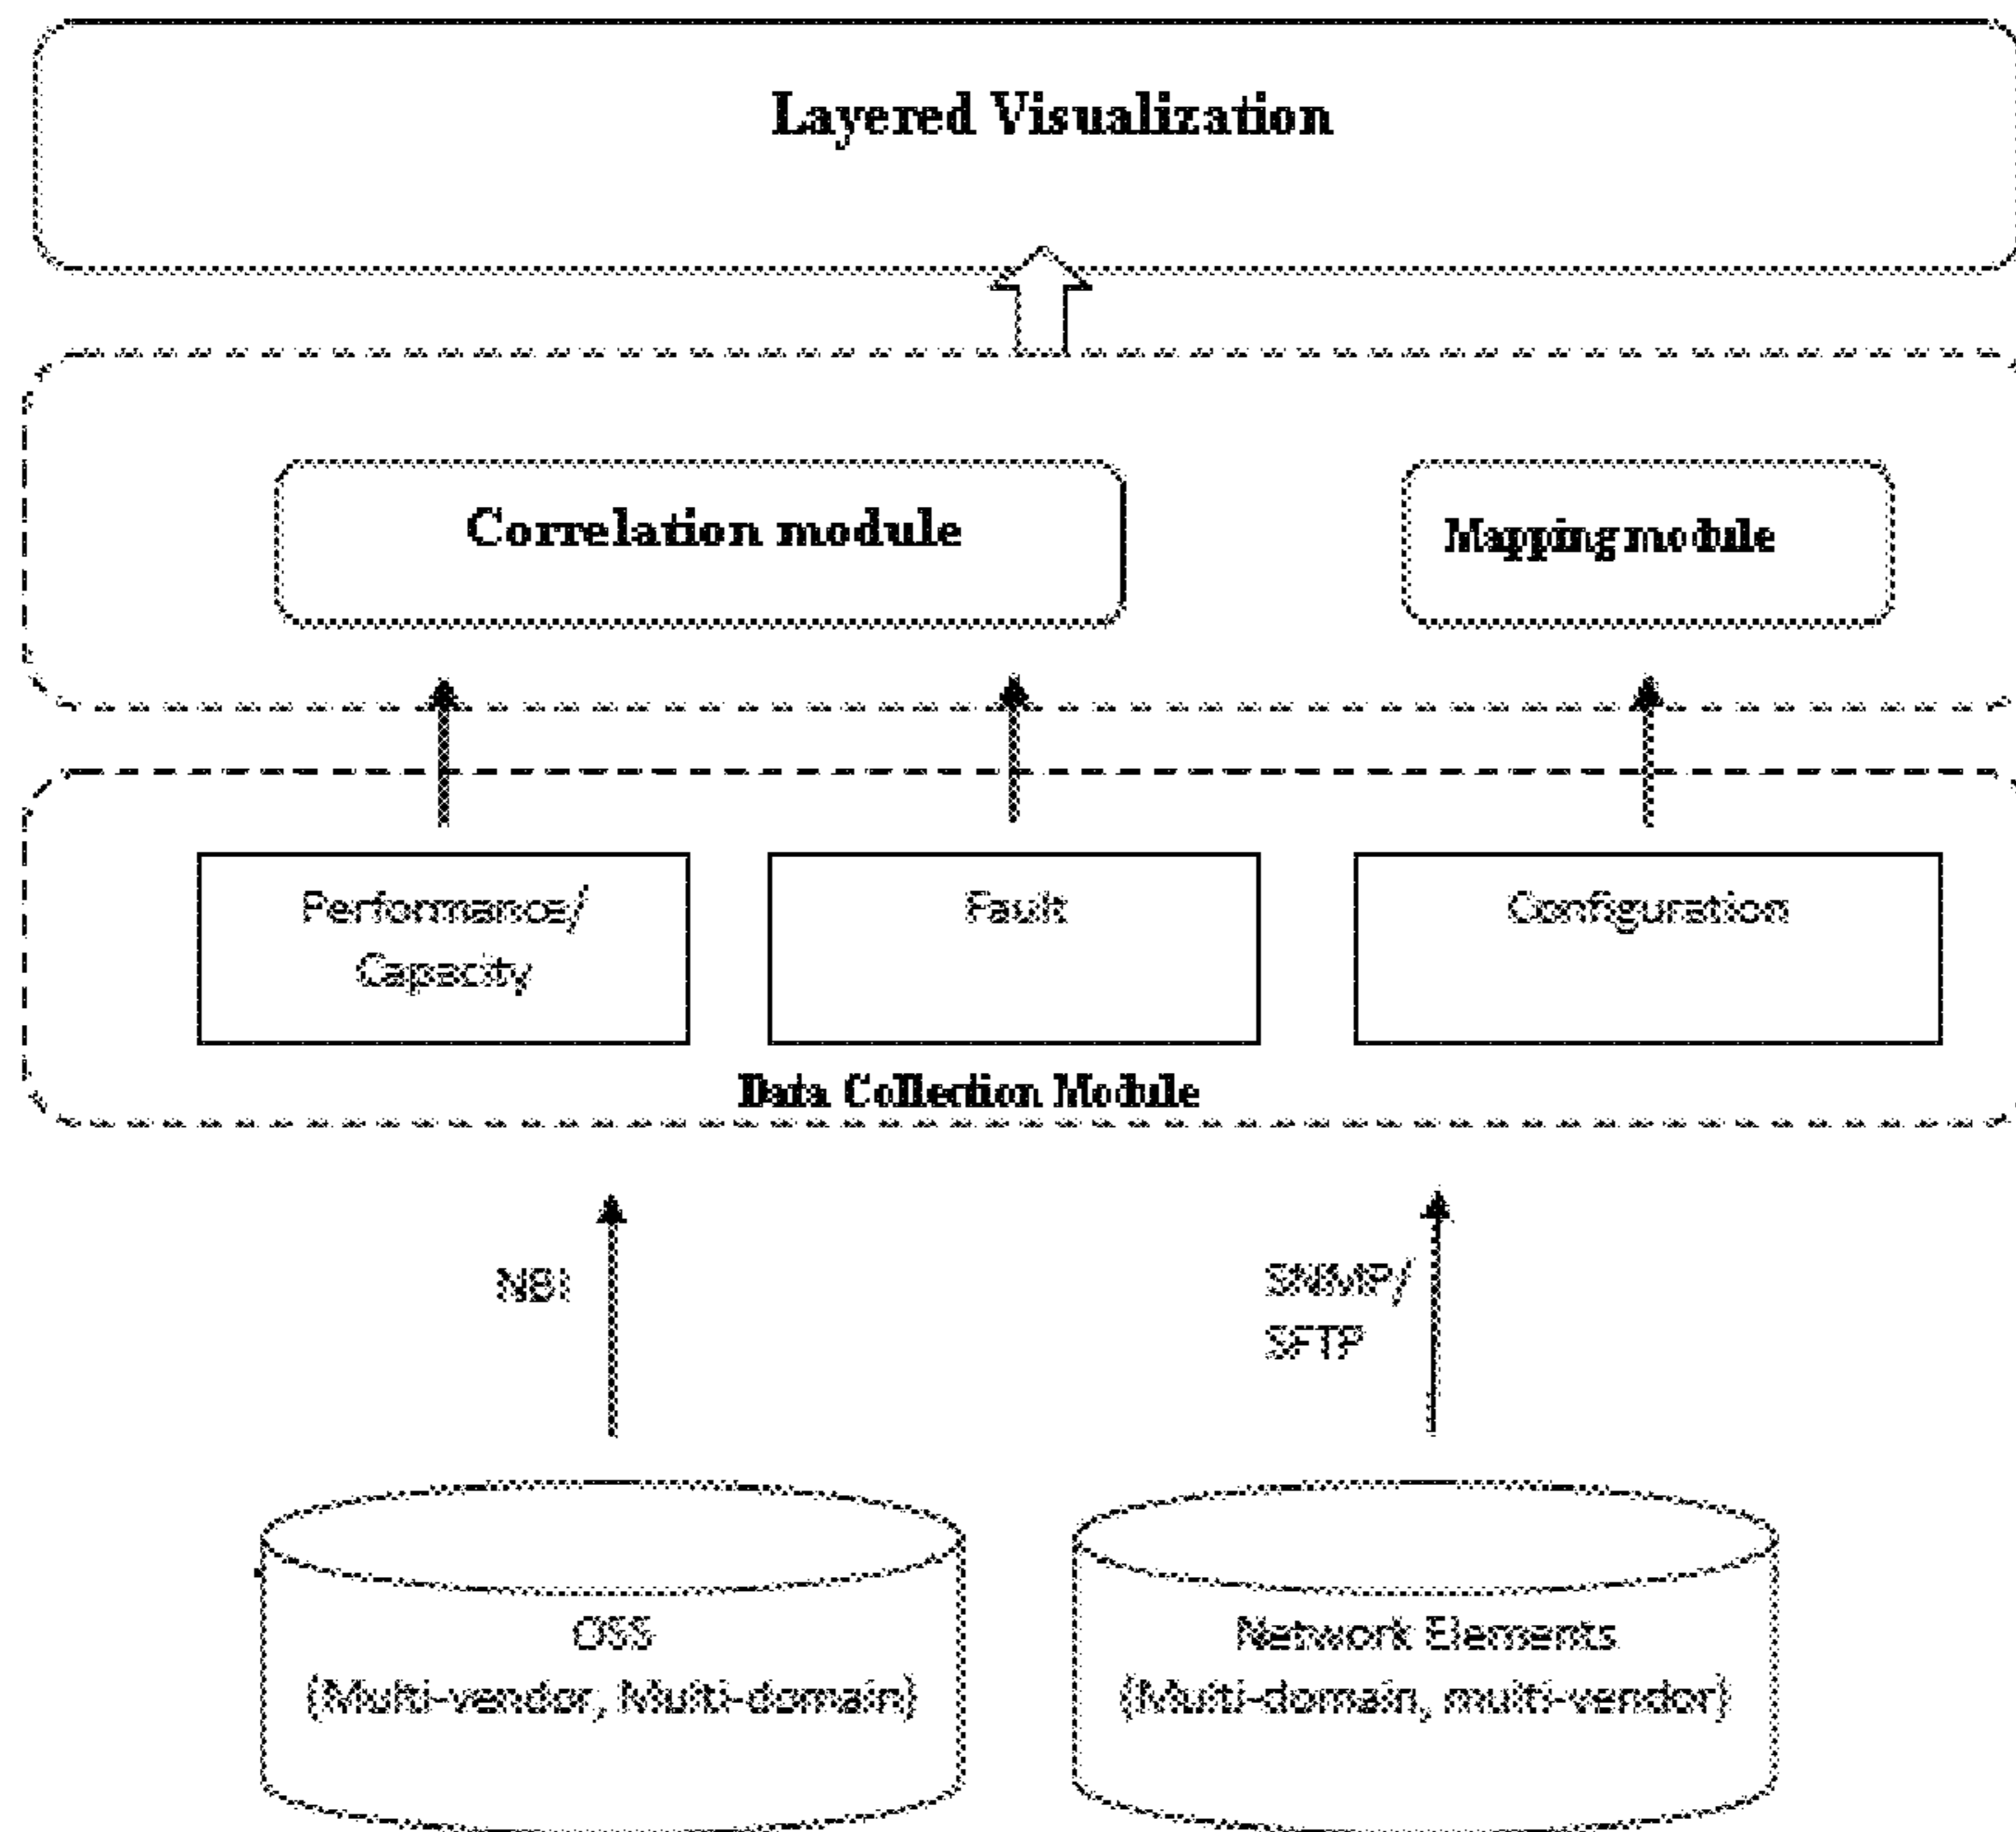 Layered Visualization
Correlation module
Mapping module
Performance/
Capacity
Fault
Configuration
Data Collection Module
NBI
SNMP/
SFTP
OSS
(Multi-vendor, Multi-domain)
Network Elements
(Multi-domain, multi-vendor)